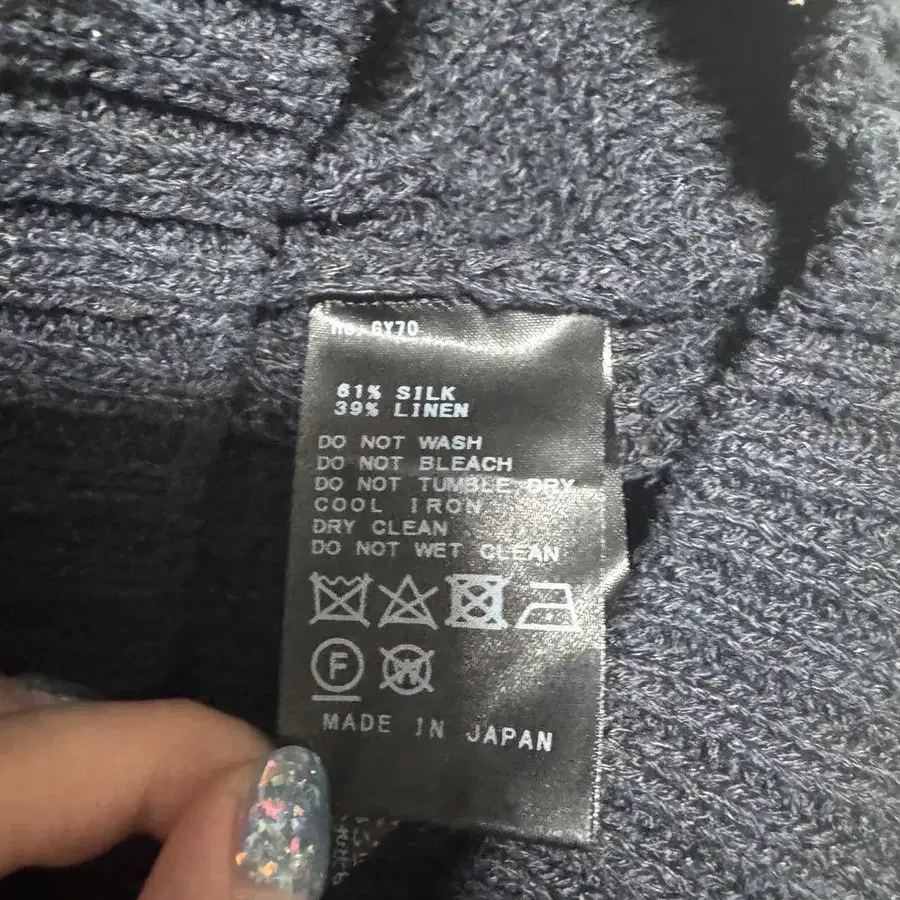 no. GX70
61% SILK
39% LINEN
DO NOT WASH
DO NOT BLEACH
DO NOT TUMBLE DRY
COOL IRON
DRY CLEAN
DO NOT WET CLEAN
F W
MADE IN JAPAN